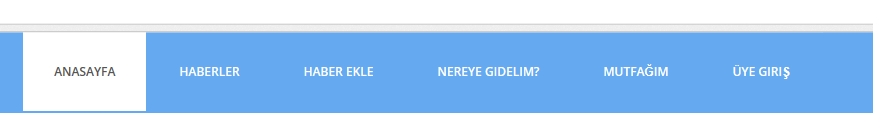 ANASAYFA HABERLER HABER EKLE NEREYE GIDELIM? MUTFAĞIM ÜYE GIRIŞ